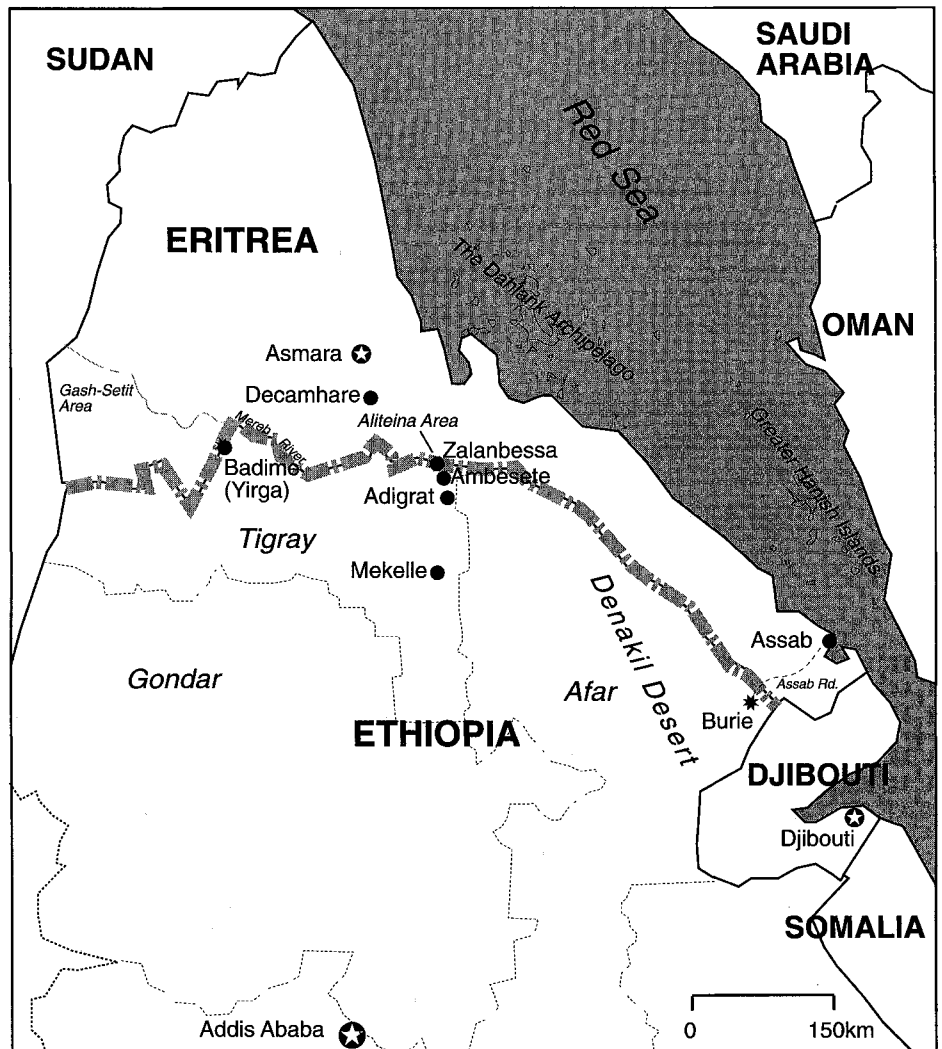 SUDAN
SAUDI
ARABIA
Red Sea
ERITREA
The Dahlank Archipelago
OMAN
Asmara
Gash-Setit
Area
Decamhare
Aliteina Area
Mereb River
Greater Hanish Islands
Zalanbessa
Badime
(Yirga)
Ambesete
Adigrat
Tigray
Mekelle
Denakil Desert
Assab
Gondar
Afar
Assab Rd.
Burie
ETHIOPIA
DJIBOUTI
Djibouti
SOMALIA
Addis Ababa
0 150km